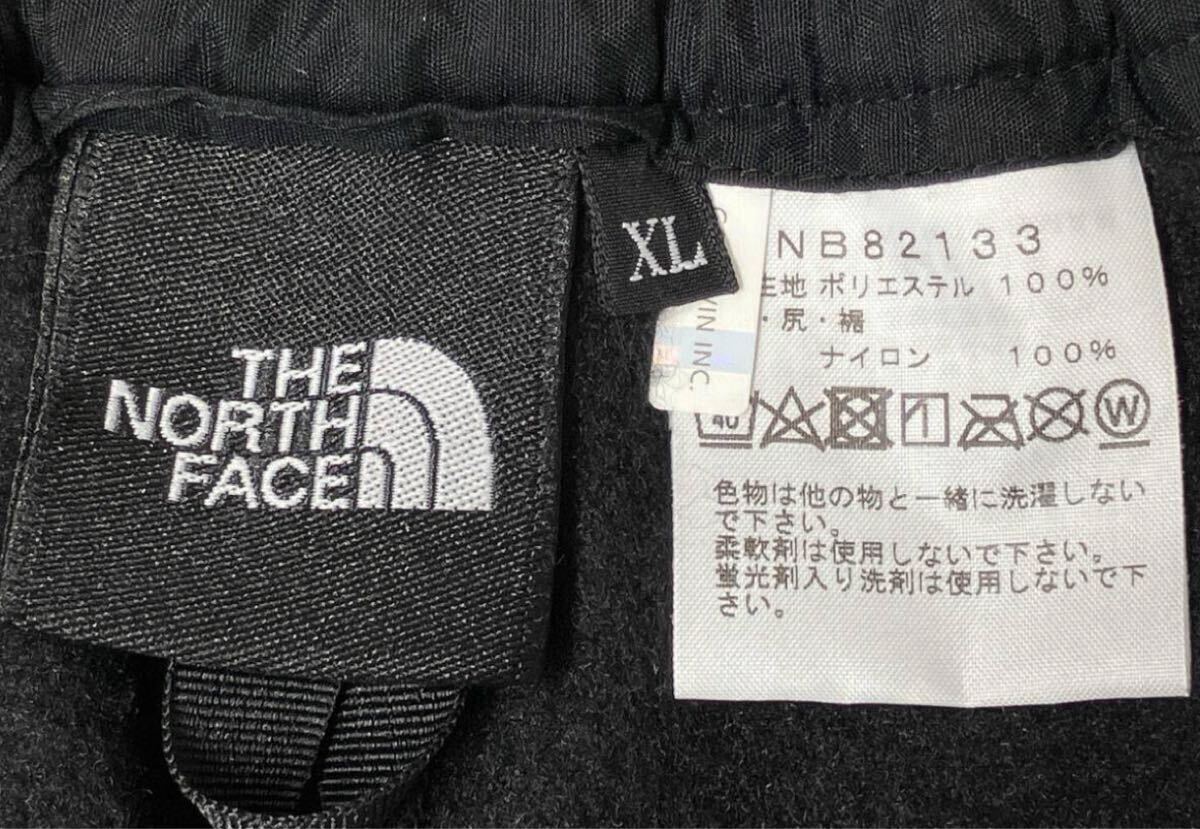 THE
NORTH
FACE
XL
WIN INC.
NB82133
生地 ポリエステル 100%
・尻・裾
ナイロン 100%
40
W
色物は他の物と一緒に洗濯しない
で下さい。
柔軟剤は使用しないで下さい。
蛍光剤入り洗剤は使用しないで下
さい。